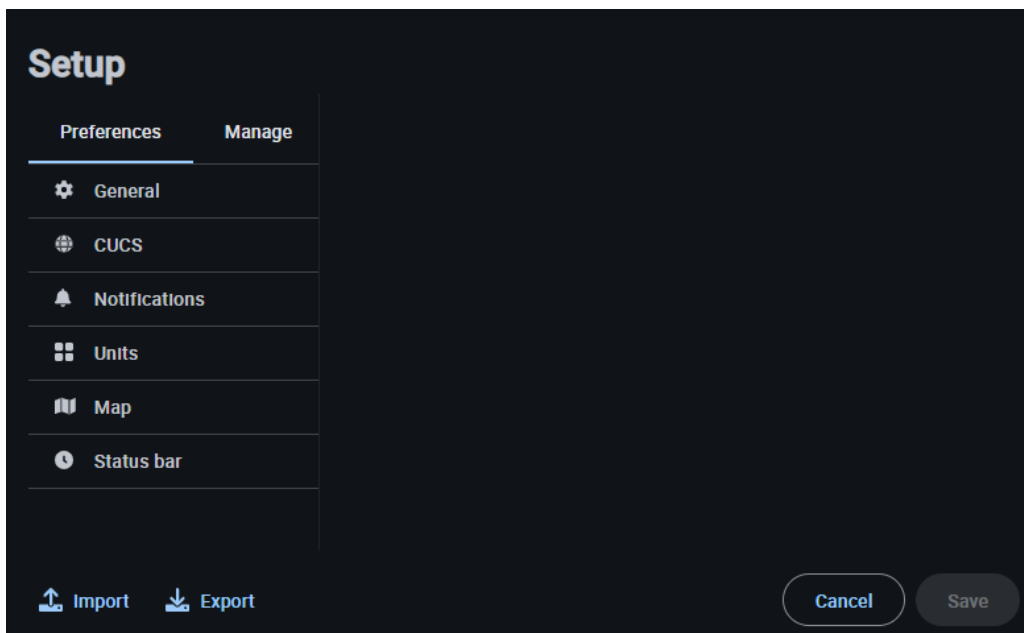 Setup
Preferences Manage
General
CUCS
Notifications
Units
Map
Status bar
Import Export Cancel Save